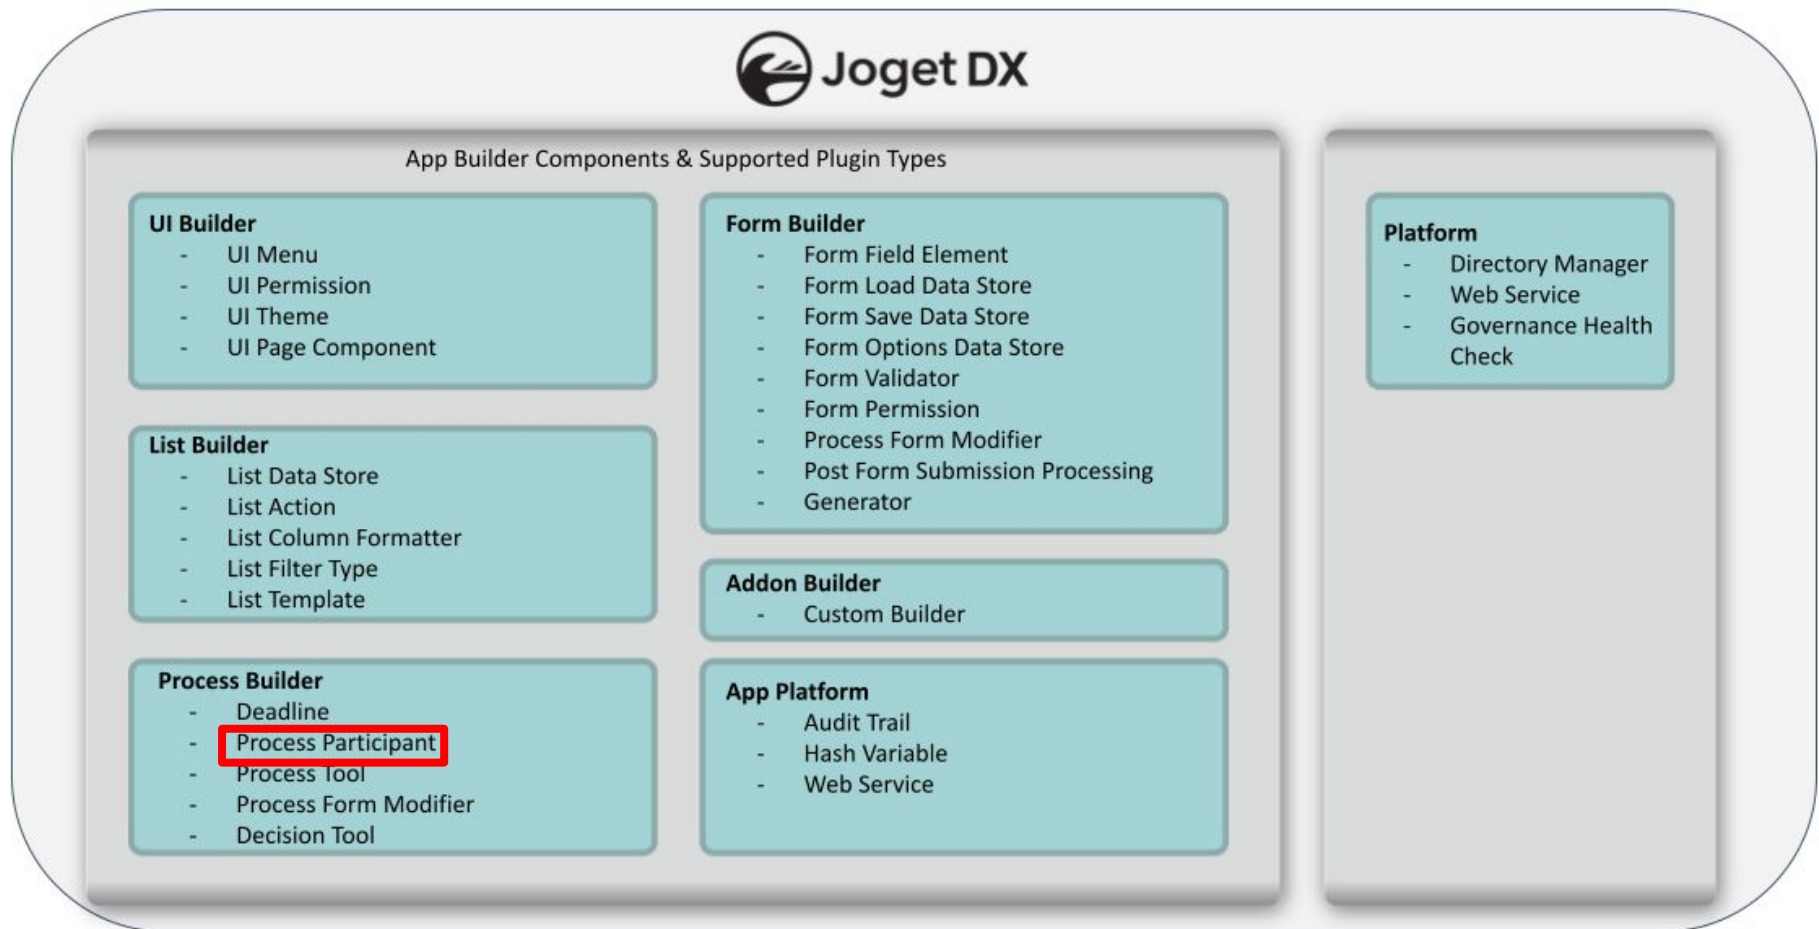 Joget DX
App Builder Components & Supported Plugin Types
UI Builder
- UI Menu
- UI Permission
- UI Theme
- UI Page Component
List Builder
- List Data Store
- List Action
- List Column Formatter
- List Filter Type
- List Template
Process Builder
- Deadline
- Process Participant
- Process Tool
- Process Form Modifier
- Decision Tool
Form Builder
- Form Field Element
- Form Load Data Store
- Form Save Data Store
- Form Options Data Store
- Form Validator
- Form Permission
- Process Form Modifier
- Post Form Submission Processing
- Generator
Addon Builder
- Custom Builder
App Platform
- Audit Trail
- Hash Variable
- Web Service
Platform
- Directory Manager
- Web Service
- Governance Health
Check